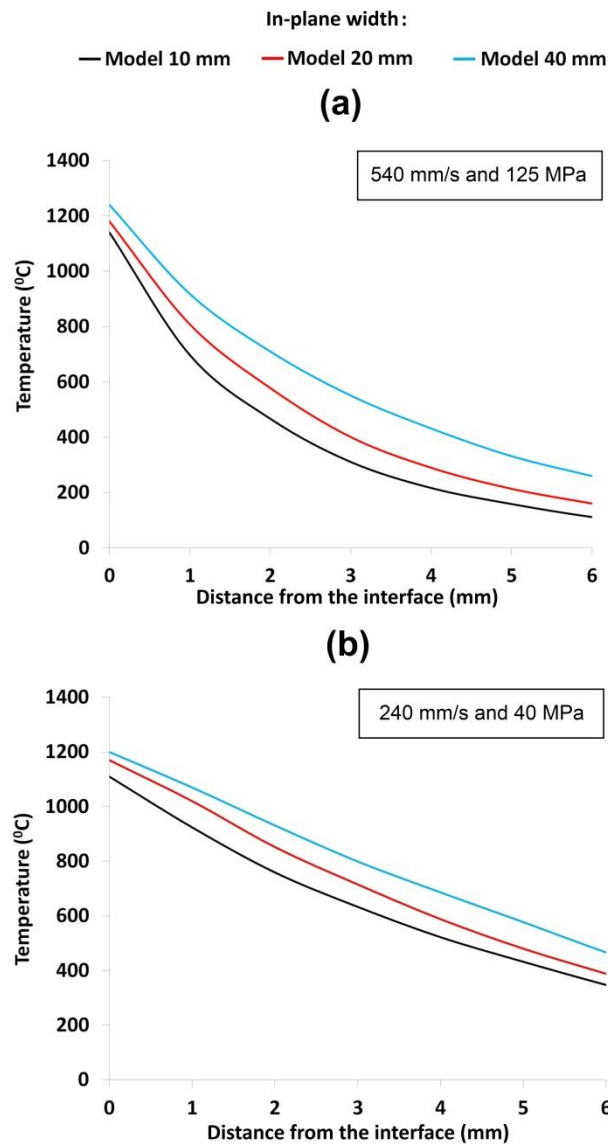 In-plane width:
Model 10 mm Model 20 mm Model 40 mm
(a)
540 mm/s and 125 MPa
Temperature (⁰C)
1400
1200
1000
800
600
400
200
0
0 1 2 3 4 5 6
Distance from the interface (mm)
(b)
240 mm/s and 40 MPa
Temperature (⁰C)
1400
1200
1000
800
600
400
200
0
0 1 2 3 4 5 6
Distance from the interface (mm)